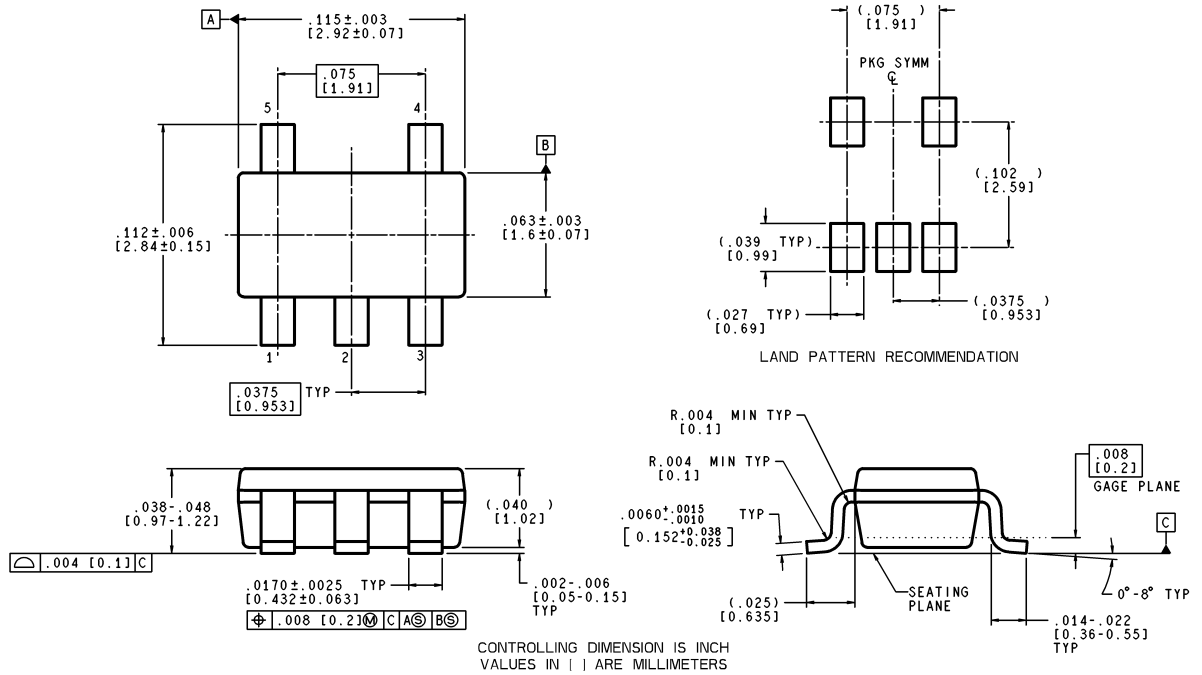 A
.115±.003
[2.92±0.07]
.075
[1.91]
5
4
B
.112±.006
[2.84±0.15]
.063±.003
[1.6±0.07]
1
2
3
.0375 TYP
[0.953]
(.075 )
[1.91]
PKG SYMM
℄
(.102 )
[2.59]
(.039 TYP)
[0.99]
(.027 TYP)
[0.69]
(.0375 )
[0.953]
LAND PATTERN RECOMMENDATION
.038-.048
[0.97-1.22]
(.040 )
[1.02]
⌓ .004 [0.1] C
.0170±.0025 TYP
[0.432±0.063]
⌖ .008 [0.2]Ⓜ C AⓈ BⓈ
.002-.006
[0.05-0.15]
TYP
R.004 MIN TYP
[0.1]
R.004 MIN TYP
[0.1]
.0060+.0015 -.0010 TYP
[0.152+0.038 -0.025]
.008
[0.2]
GAGE PLANE
C
SEATING
PLANE
(.025)
[0.635]
0°-8° TYP
.014-.022
[0.36-0.55]
TYP
CONTROLLING DIMENSION IS INCH
VALUES IN [ ] ARE MILLIMETERS